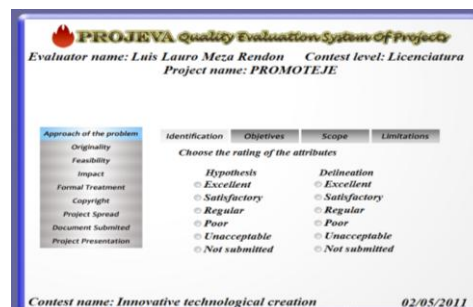 PROJEVA Quality Evaluation System Of Projects
Evaluator name: Luis Lauro Meza Rendon Contest level: Licenciatura
Project name: PROMOTEJE
Approach of the problem
Originality
Feasibility
Impact
Formal Treatment
Copyright
Project Spread
Document Submited
Project Presentation
Identification Objetives Scope Limitations
Choose the rating of the attributes
Hypothesis Delineation
Excellent Excellent
Satisfactory Satisfactory
Regular Regular
Poor Poor
Unacceptable Unacceptable
Not submitted Not submitted
Contest name: Innovative technological creation 02/05/2011